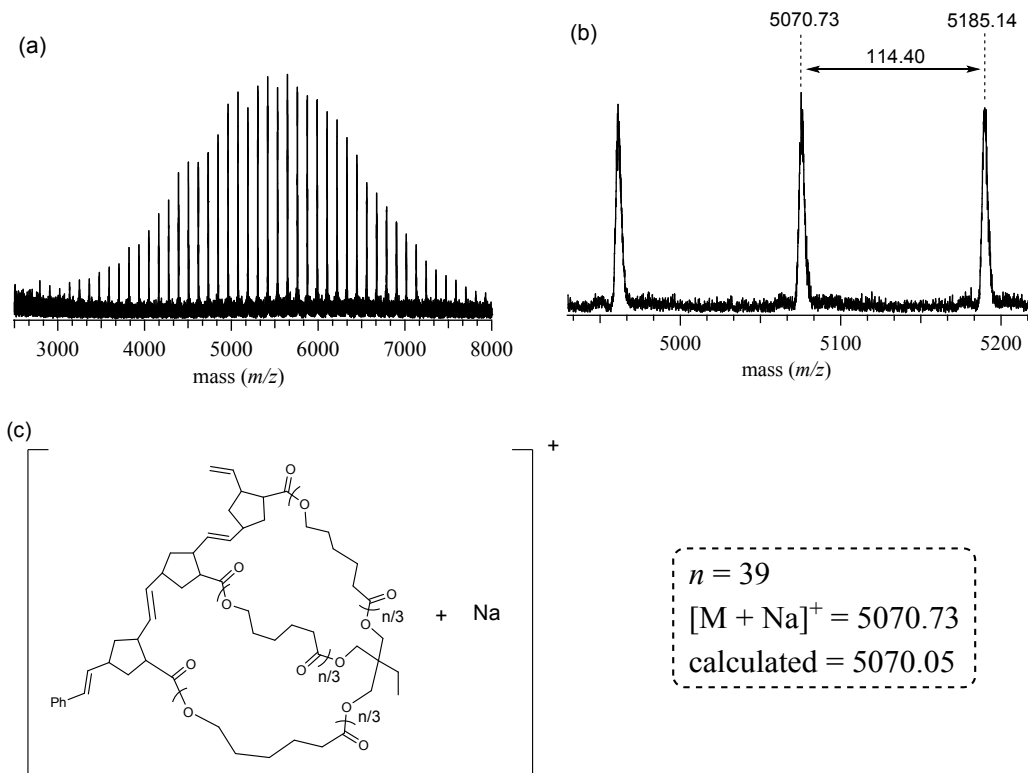 (a)
3000 4000 5000 6000 7000 8000
mass (m/z)
(b)
5070.73 5185.14
114.40
5000 5100 5200
mass (m/z)
(c)
+
O
O
O
O
n/3
O
O
O
O
n/3
O
O
O
n/3
O
Ph
+ Na
n = 39
[M + Na]+ = 5070.73
calculated = 5070.05